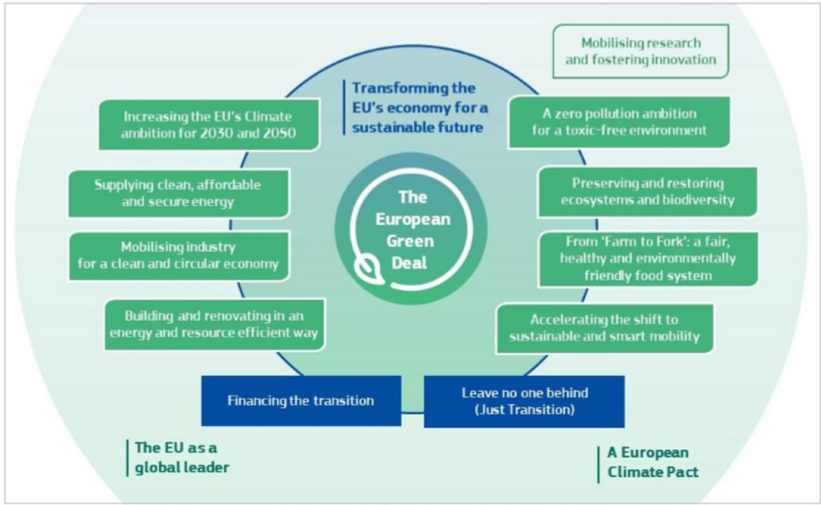 Mobilising research
and fostering innovation
Transforming the
EU's economy for a
sustainable future
Increasing the EU's Climate
ambition for 2030 and 2050
A zero pollution ambition
for a toxic-free environment
Supplying clean, affordable
and secure energy
Preserving and restoring
ecosystems and biodiversity
The
European
Green
Deal
Mobilising industry
for a clean and circular economy
From 'Farm to Fork': a fair,
healthy and environmentally
friendly food system
Building and renovating in an
energy and resource efficient way
Accelerating the shift to
sustainable and smart mobility
Financing the transition
Leave no one behind
(Just Transition)
The EU as a
global leader
A European
Climate Pact